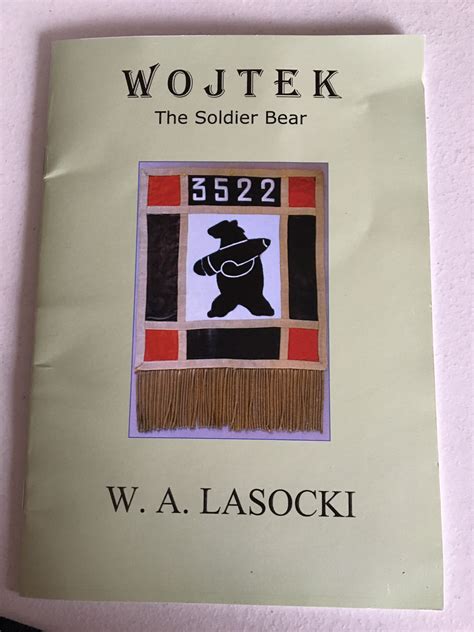 WOJTEK
The Soldier Bear
3522
W. A. LASOCKI